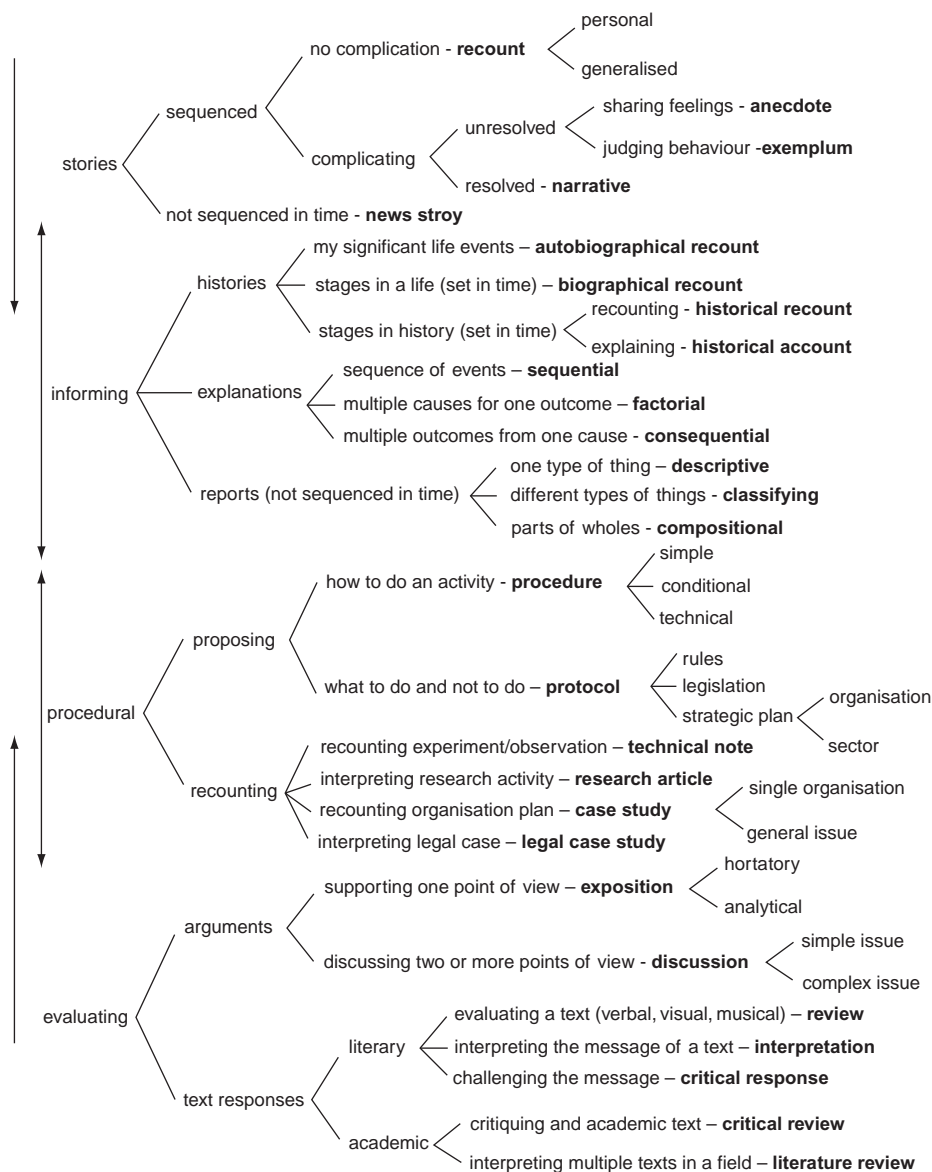 personal
no complication - recount
generalised
sequenced
sharing feelings - anecdote
unresolved
judging behaviour -exemplum
complicating
stories
resolved - narrative
not sequenced in time - news stroy
my significant life events – autobiographical recount
histories
stages in a life (set in time) – biographical recount
recounting - historical recount
stages in history (set in time)
explaining - historical account
sequence of events – sequential
informing
explanations
multiple causes for one outcome – factorial
multiple outcomes from one cause - consequential
one type of thing – descriptive
reports (not sequenced in time)
different types of things - classifying
parts of wholes - compositional
simple
how to do an activity - procedure
conditional
technical
proposing
rules
what to do and not to do – protocol
legislation
organisation
strategic plan
procedural
sector
recounting experiment/observation – technical note
interpreting research activity – research article
recounting
single organisation
recounting organisation plan – case study
general issue
interpreting legal case – legal case study
hortatory
supporting one point of view – exposition
analytical
arguments
simple issue
discussing two or more points of view - discussion
complex issue
evaluating
evaluating a text (verbal, visual, musical) – review
literary
interpreting the message of a text – interpretation
challenging the message – critical response
text responses
critiquing and academic text – critical review
academic
interpreting multiple texts in a field – literature review